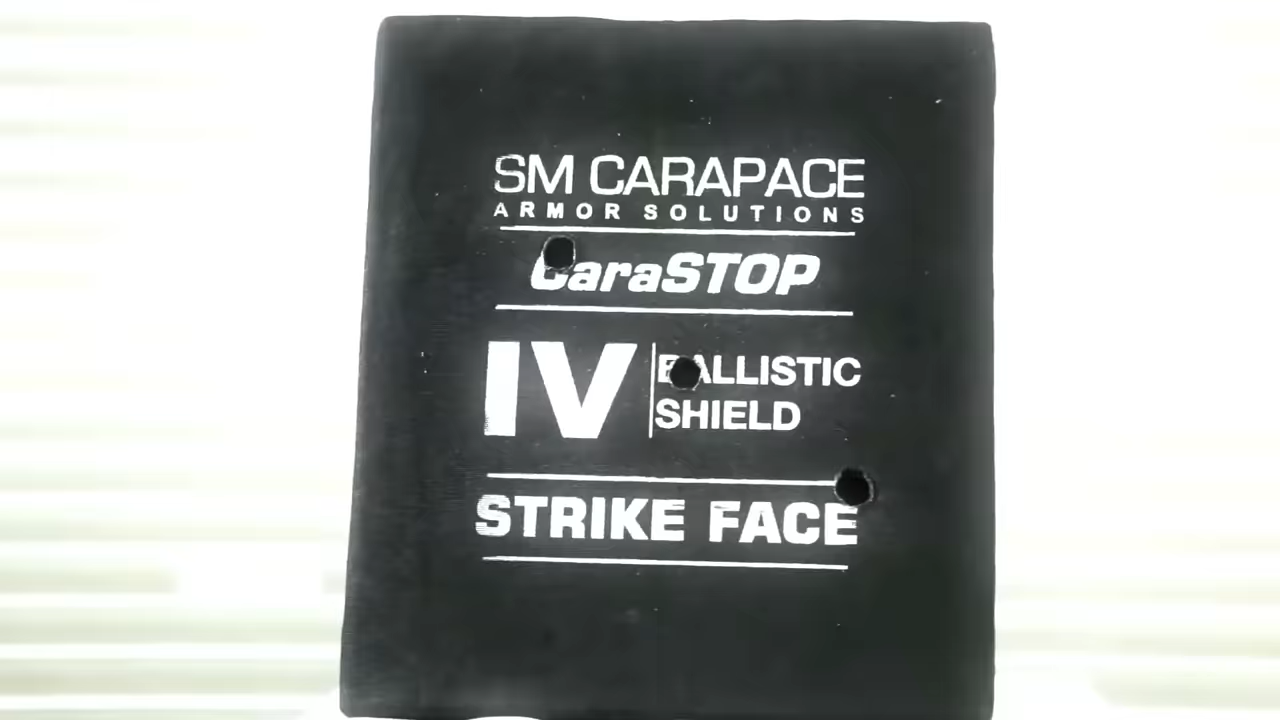 SM CARAPACE
ARMOR SOLUTIONS
CaraSTOP
IV BALLISTIC
SHIELD
STRIKE FACE